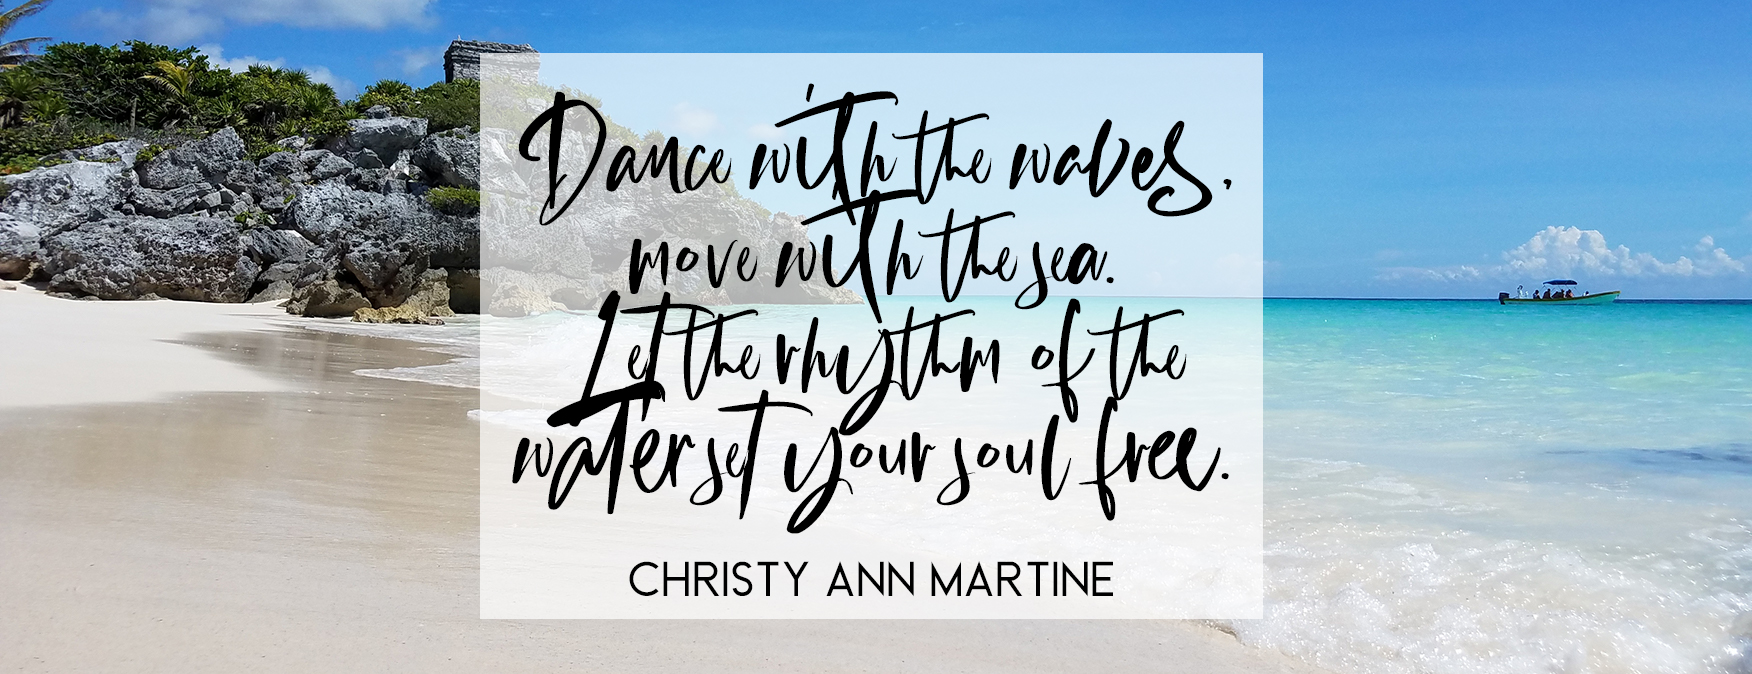 Dance with the waves,
move with the sea.
Let the rhythm of the
water set your soul free.
CHRISTY ANN MARTINE